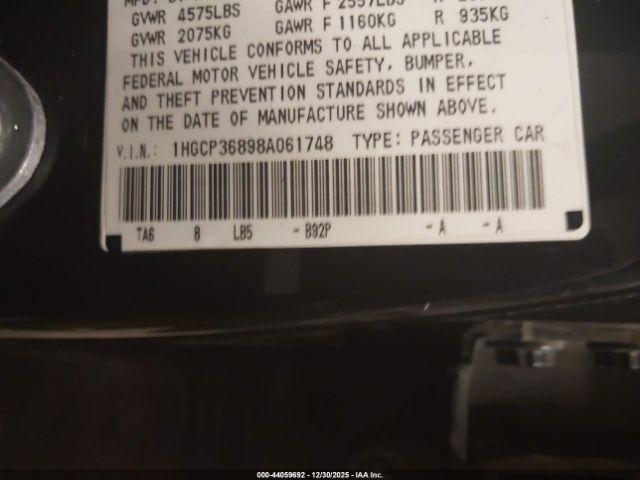 GVWR 4575LBS GAWR F 2557LBS R
GVWR 2075KG GAWR F 1160KG R 935KG
THIS VEHICLE CONFORMS TO ALL APPLICABLE
FEDERAL MOTOR VEHICLE SAFETY, BUMPER,
AND THEFT PREVENTION STANDARDS IN EFFECT
ON THE DATE OF MANUFACTURE SHOWN ABOVE.
V.I.N.: 1HGCP36898A061748 TYPE: PASSENGER CAR
TA6 8 LB5 - B92P - A - A
000-44059692 - 12/30/2025 - IAA Inc.